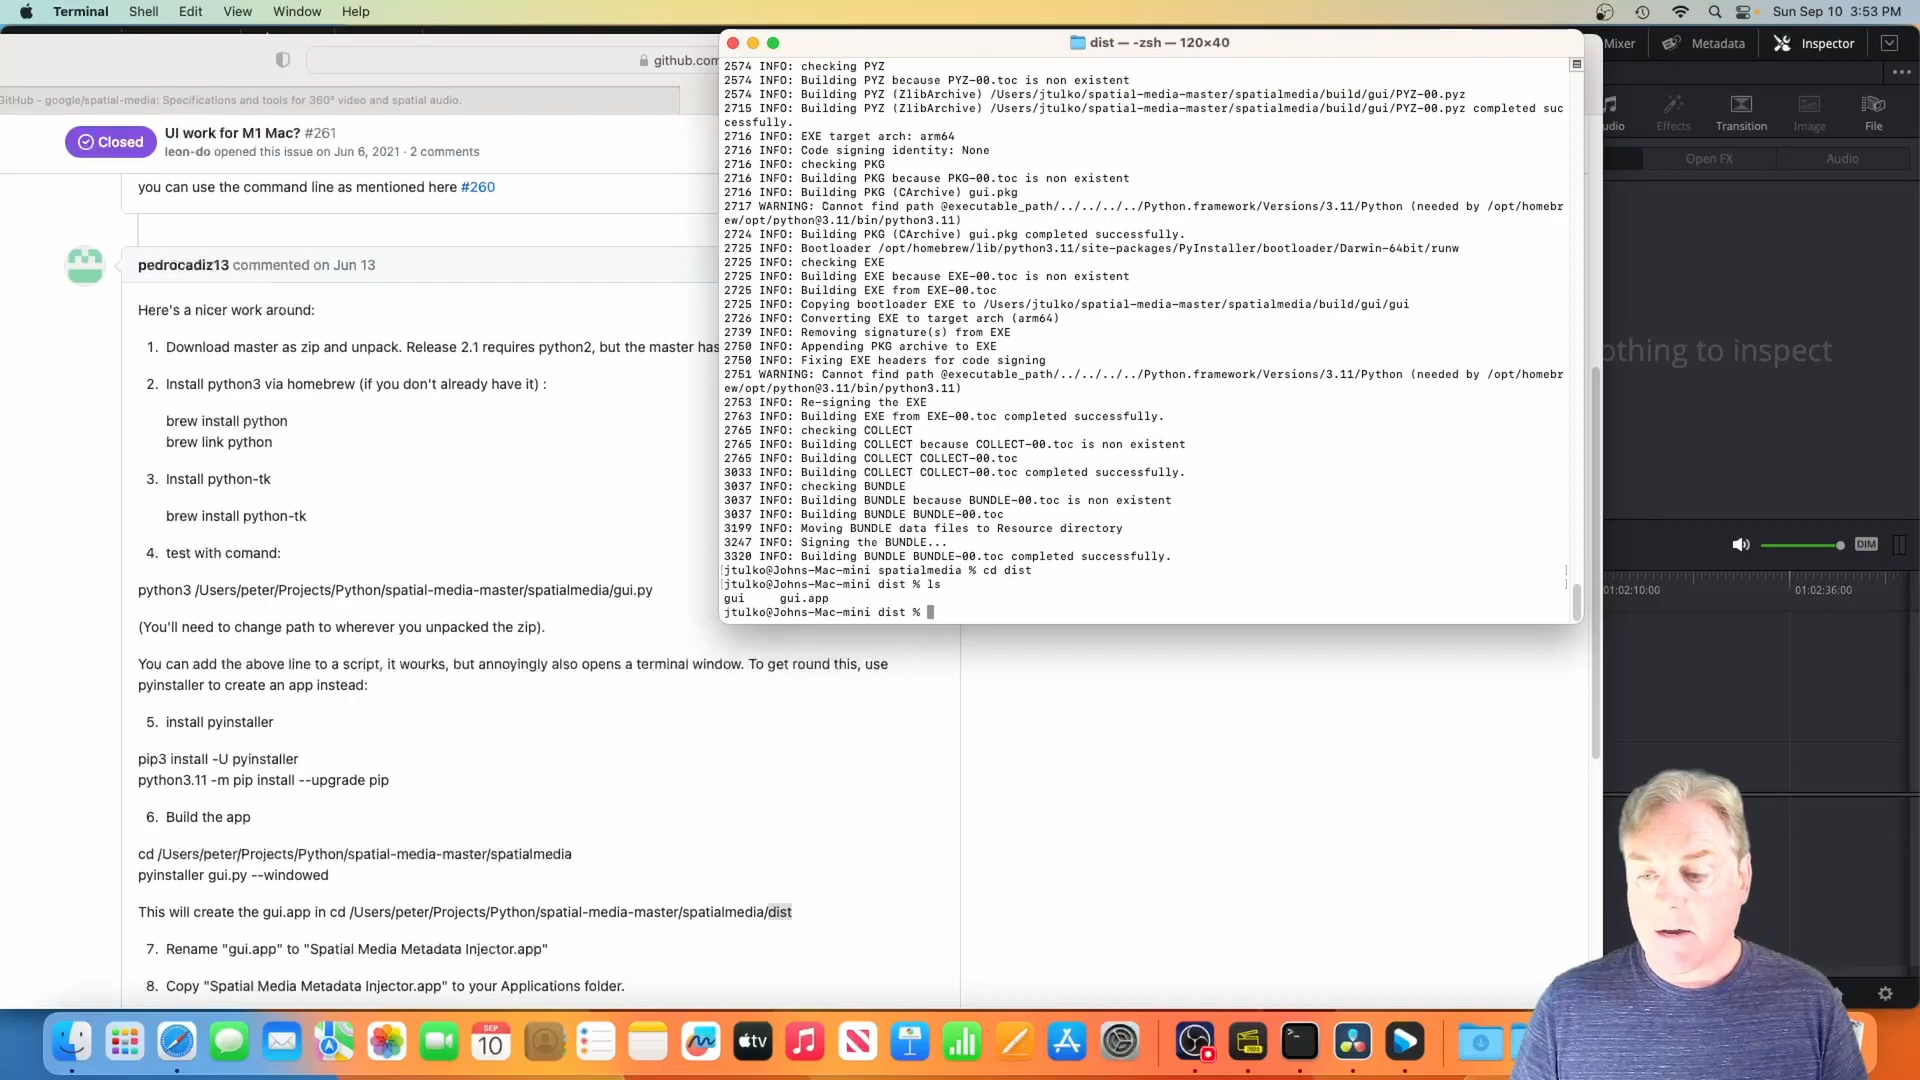 Terminal Shell Edit View Window Help
Sun Sep 10 3:53 PM
dist — -zsh — 120×40
Mixer Metadata Inspector
github.com
GitHub - google/spatial-media: Specifications and tools for 360° video and spatial audio.
Closed
UI work for M1 Mac? #261
leon-do opened this issue on Jun 6, 2021 · 2 comments
you can use the command line as mentioned here #260
pedrocadiz13 commented on Jun 13
Here's a nicer work around:
1. Download master as zip and unpack. Release 2.1 requires python2, but the master has
2. Install python3 via homebrew (if you don't already have it) :
brew install python
brew link python
3. Install python-tk
brew install python-tk
4. test with comand:
python3 /Users/peter/Projects/Python/spatial-media-master/spatialmedia/gui.py
(You'll need to change path to wherever you unpacked the zip).
You can add the above line to a script, it wourks, but annoyingly also opens a terminal window. To get round this, use
pyinstaller to create an app instead:
5. install pyinstaller
pip3 install -U pyinstaller
python3.11 -m pip install --upgrade pip
6. Build the app
cd /Users/peter/Projects/Python/spatial-media-master/spatialmedia
pyinstaller gui.py --windowed
This will create the gui.app in cd /Users/peter/Projects/Python/spatial-media-master/spatialmedia/dist
7. Rename "gui.app" to "Spatial Media Metadata Injector.app"
8. Copy "Spatial Media Metadata Injector.app" to your Applications folder.
2574 INFO: checking PYZ
2574 INFO: Building PYZ because PYZ-00.toc is non existent
2574 INFO: Building PYZ (ZlibArchive) /Users/jtulko/spatial-media-master/spatialmedia/build/gui/PYZ-00.pyz
2715 INFO: Building PYZ (ZlibArchive) /Users/jtulko/spatial-media-master/spatialmedia/build/gui/PYZ-00.pyz completed suc
cessfully.
2716 INFO: EXE target arch: arm64
2716 INFO: Code signing identity: None
2716 INFO: checking PKG
2716 INFO: Building PKG because PKG-00.toc is non existent
2716 INFO: Building PKG (CArchive) gui.pkg
2717 WARNING: Cannot find path @executable_path/../../../../Python.framework/Versions/3.11/Python (needed by /opt/homebr
ew/opt/python@3.11/bin/python3.11)
2724 INFO: Building PKG (CArchive) gui.pkg completed successfully.
2725 INFO: Bootloader /opt/homebrew/lib/python3.11/site-packages/PyInstaller/bootloader/Darwin-64bit/runw
2725 INFO: checking EXE
2725 INFO: Building EXE because EXE-00.toc is non existent
2725 INFO: Building EXE from EXE-00.toc
2725 INFO: Copying bootloader EXE to /Users/jtulko/spatial-media-master/spatialmedia/build/gui/gui
2726 INFO: Converting EXE to target arch (arm64)
2739 INFO: Removing signature(s) from EXE
2750 INFO: Appending PKG archive to EXE
2750 INFO: Fixing EXE headers for code signing
2751 WARNING: Cannot find path @executable_path/../../../../Python.framework/Versions/3.11/Python (needed by /opt/homebr
ew/opt/python@3.11/bin/python3.11)
2753 INFO: Re-signing the EXE
2763 INFO: Building EXE from EXE-00.toc completed successfully.
2765 INFO: checking COLLECT
2765 INFO: Building COLLECT because COLLECT-00.toc is non existent
2765 INFO: Building COLLECT COLLECT-00.toc
3033 INFO: Building COLLECT COLLECT-00.toc completed successfully.
3037 INFO: checking BUNDLE
3037 INFO: Building BUNDLE because BUNDLE-00.toc is non existent
3037 INFO: Building BUNDLE BUNDLE-00.toc
3199 INFO: Moving BUNDLE data files to Resource directory
3247 INFO: Signing the BUNDLE...
3320 INFO: Building BUNDLE BUNDLE-00.toc completed successfully.
[jtulko@Johns-Mac-mini spatialmedia % cd dist ]
[jtulko@Johns-Mac-mini dist % ls ]
gui gui.app
jtulko@Johns-Mac-mini dist %
udio Effects Transition Image File
Open FX Audio
othing to inspect
DIM
01:02:10:00 01:02:36:00
SEP
10
tv